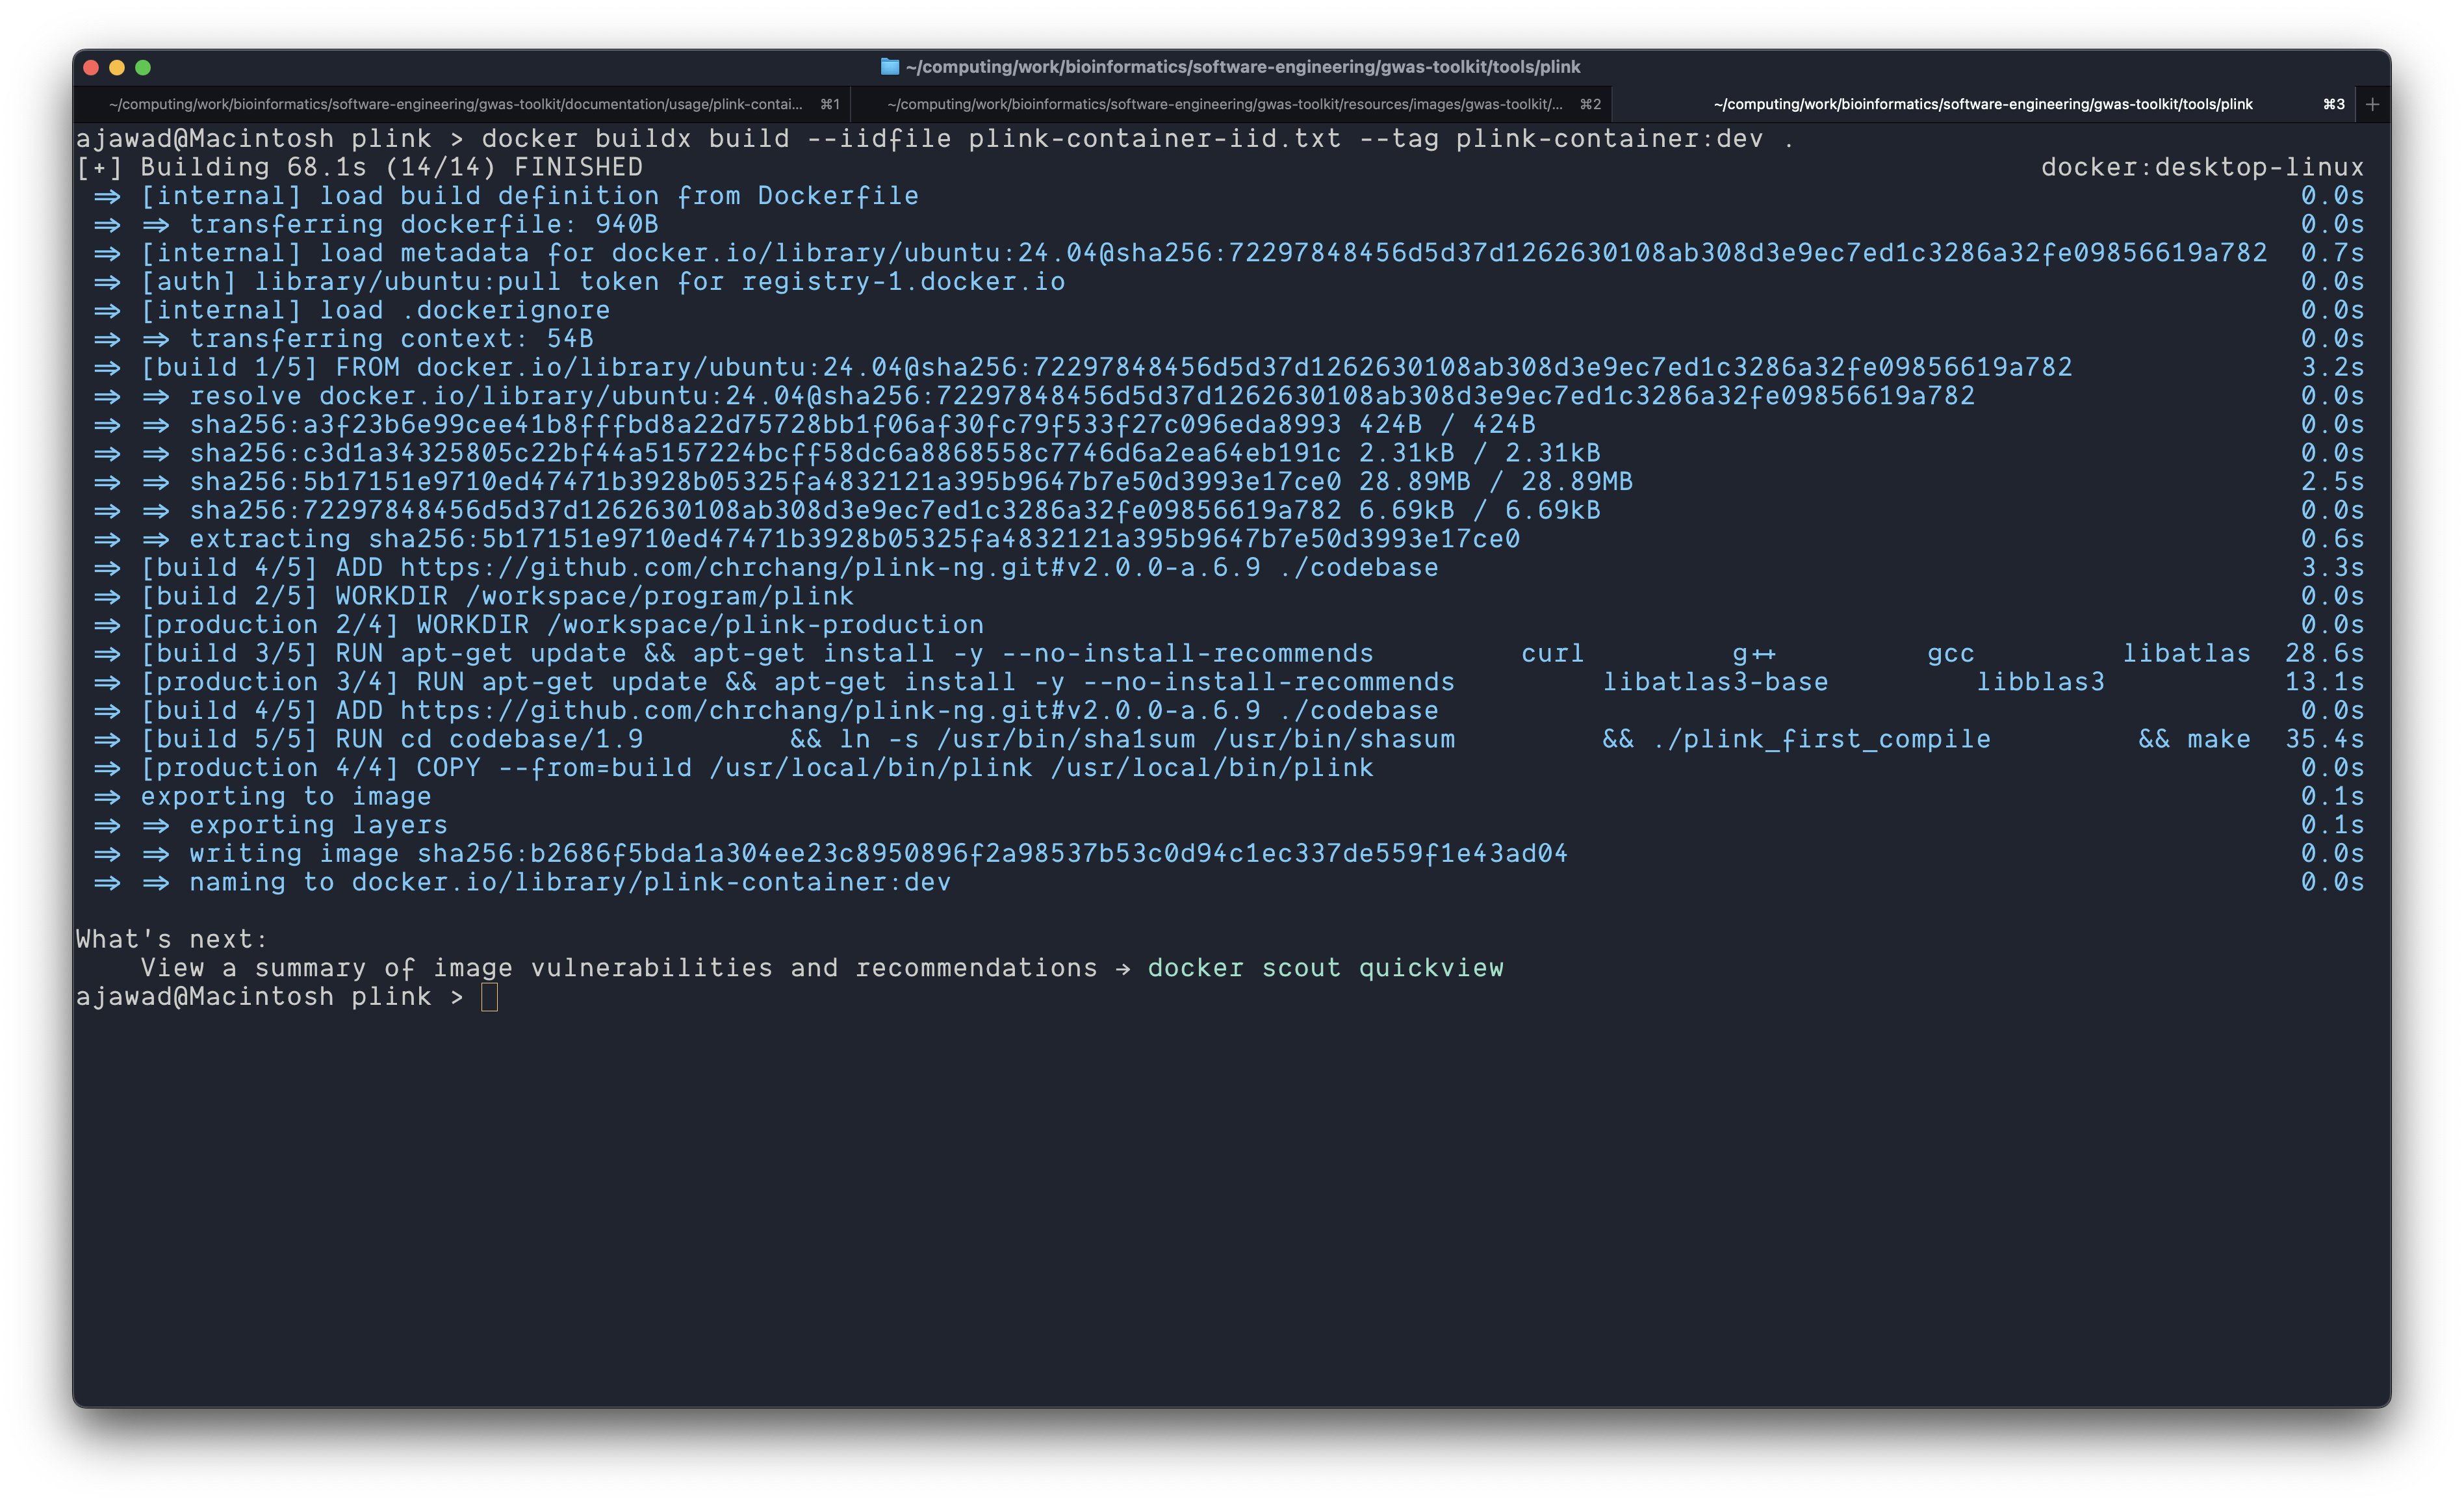 ~/computing/work/bioinformatics/software-engineering/gwas-toolkit/tools/plink
~/computing/work/bioinformatics/software-engineering/gwas-toolkit/documentation/usage/plink-contai... ⌘1 ~/computing/work/bioinformatics/software-engineering/gwas-toolkit/resources/images/gwas-toolkit/... ⌘2 ~/computing/work/bioinformatics/software-engineering/gwas-toolkit/tools/plink ⌘3 +
ajawad@Macintosh plink > docker buildx build --iidfile plink-container-iid.txt --tag plink-container:dev .
[+] Building 68.1s (14/14) FINISHED docker:desktop-linux
=> [internal] load build definition from Dockerfile 0.0s
=> => transferring dockerfile: 940B 0.0s
=> [internal] load metadata for docker.io/library/ubuntu:24.04@sha256:72297848456d5d37d1262630108ab308d3e9ec7ed1c3286a32fe09856619a782 0.7s
=> [auth] library/ubuntu:pull token for registry-1.docker.io 0.0s
=> [internal] load .dockerignore 0.0s
=> => transferring context: 54B 0.0s
=> [build 1/5] FROM docker.io/library/ubuntu:24.04@sha256:72297848456d5d37d1262630108ab308d3e9ec7ed1c3286a32fe09856619a782 3.2s
=> => resolve docker.io/library/ubuntu:24.04@sha256:72297848456d5d37d1262630108ab308d3e9ec7ed1c3286a32fe09856619a782 0.0s
=> => sha256:a3f23b6e99cee41b8fffbd8a22d75728bb1f06af30fc79f533f27c096eda8993 424B / 424B 0.0s
=> => sha256:c3d1a34325805c22bf44a5157224bcff58dc6a8868558c7746d6a2ea64eb191c 2.31kB / 2.31kB 0.0s
=> => sha256:5b17151e9710ed47471b3928b05325fa4832121a395b9647b7e50d3993e17ce0 28.89MB / 28.89MB 2.5s
=> => sha256:72297848456d5d37d1262630108ab308d3e9ec7ed1c3286a32fe09856619a782 6.69kB / 6.69kB 0.0s
=> => extracting sha256:5b17151e9710ed47471b3928b05325fa4832121a395b9647b7e50d3993e17ce0 0.6s
=> [build 4/5] ADD https://github.com/chrchang/plink-ng.git#v2.0.0-a.6.9 ./codebase 3.3s
=> [build 2/5] WORKDIR /workspace/program/plink 0.0s
=> [production 2/4] WORKDIR /workspace/plink-production 0.0s
=> [build 3/5] RUN apt-get update && apt-get install -y --no-install-recommends curl g++ gcc libatlas 28.6s
=> [production 3/4] RUN apt-get update && apt-get install -y --no-install-recommends libatlas3-base libblas3 13.1s
=> [build 4/5] ADD https://github.com/chrchang/plink-ng.git#v2.0.0-a.6.9 ./codebase 0.0s
=> [build 5/5] RUN cd codebase/1.9 && ln -s /usr/bin/sha1sum /usr/bin/shasum && ./plink_first_compile && make 35.4s
=> [production 4/4] COPY --from=build /usr/local/bin/plink /usr/local/bin/plink 0.0s
=> exporting to image 0.1s
=> => exporting layers 0.1s
=> => writing image sha256:b2686f5bda1a304ee23c8950896f2a98537b53c0d94c1ec337de559f1e43ad04 0.0s
=> => naming to docker.io/library/plink-container:dev 0.0s
What's next:
View a summary of image vulnerabilities and recommendations → docker scout quickview
ajawad@Macintosh plink >